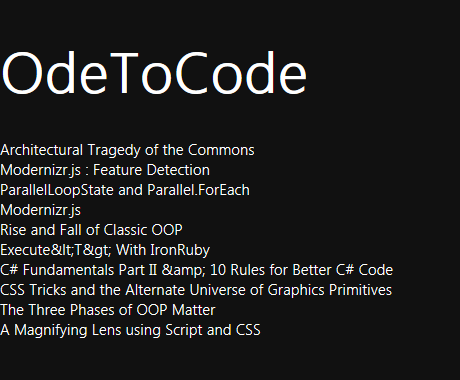 OdeToCode
Architectural Tragedy of the Commons
Modernizr.js : Feature Detection
ParallelLoopState and Parallel.ForEach
Modernizr.js
Rise and Fall of Classic OOP
Execute&lt;T&gt; With IronRuby
C# Fundamentals Part II &amp; 10 Rules for Better C# Code
CSS Tricks and the Alternate Universe of Graphics Primitives
The Three Phases of OOP Matter
A Magnifying Lens using Script and CSS